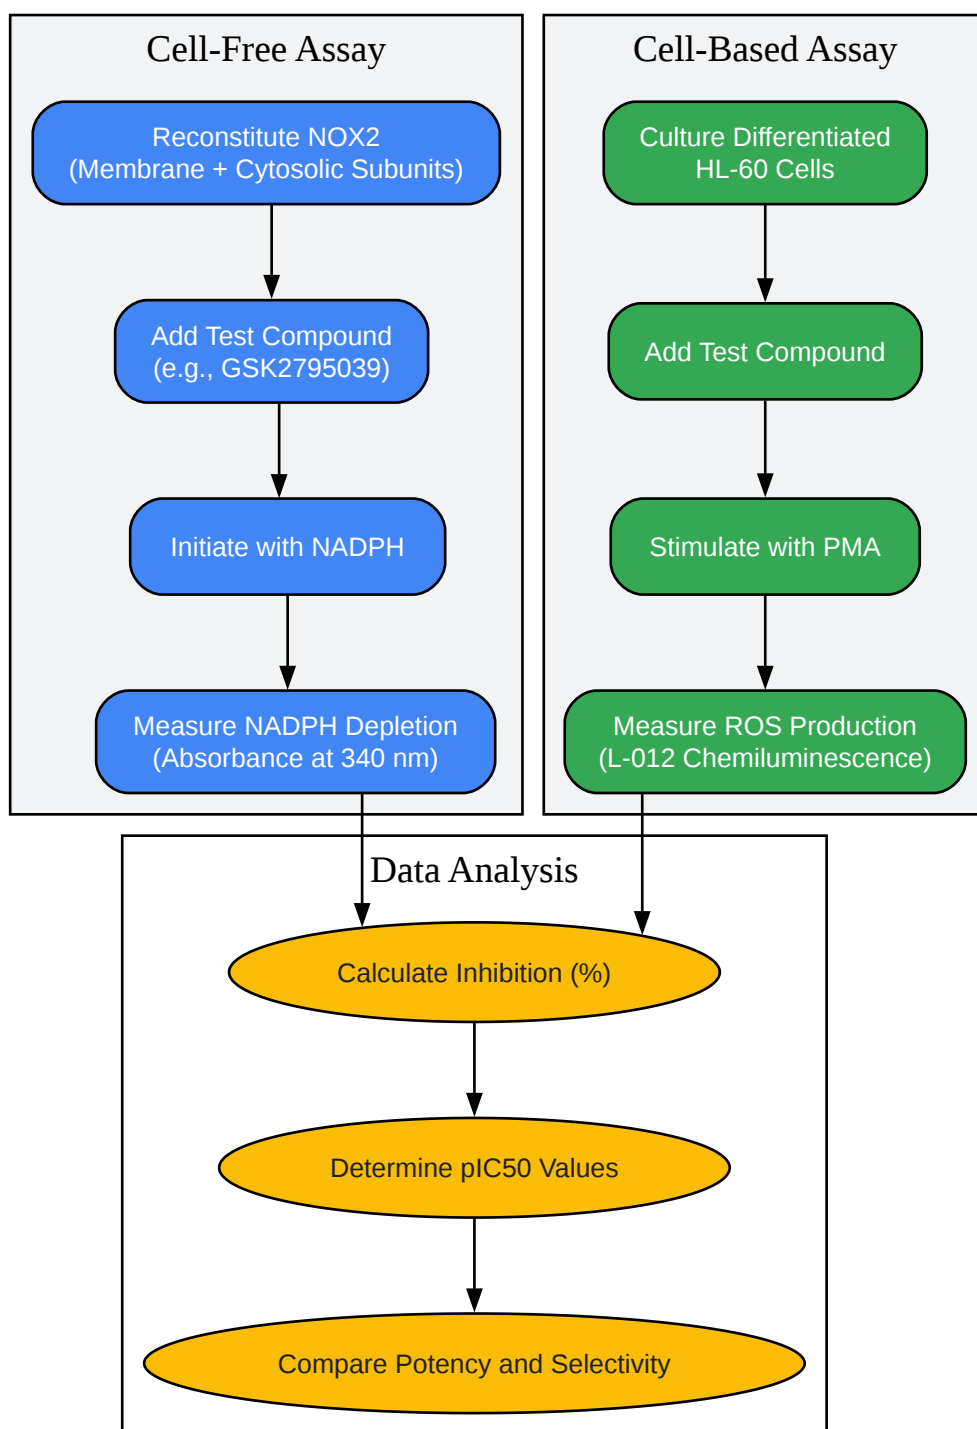 Cell-Free Assay
Reconstitute NOX2
(Membrane + Cytosolic Subunits)
Add Test Compound
(e.g., GSK2795039)
Initiate with NADPH
Measure NADPH Depletion
(Absorbance at 340 nm)
Cell-Based Assay
Culture Differentiated
HL-60 Cells
Add Test Compound
Stimulate with PMA
Measure ROS Production
(L-012 Chemiluminescence)
Data Analysis
Calculate Inhibition (%)
Determine pIC50 Values
Compare Potency and Selectivity